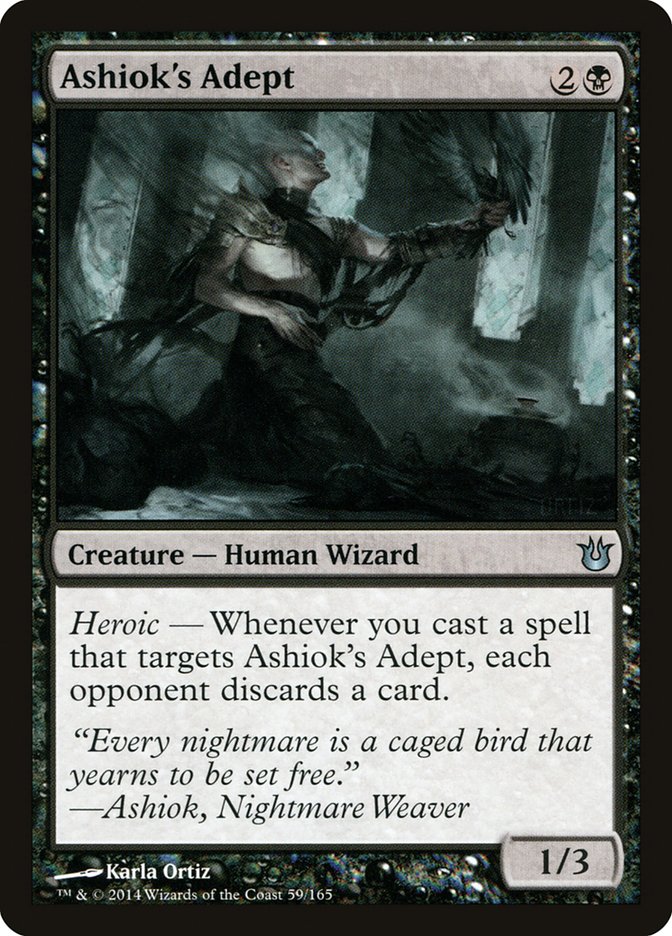 Ashiok's Adept 2
Creature — Human Wizard
Heroic — Whenever you cast a spell
that targets Ashiok's Adept, each
opponent discards a card.
“Every nightmare is a caged bird that
yearns to be set free.”
—Ashiok, Nightmare Weaver
1/3
Karla Ortiz
™ & © 2014 Wizards of the Coast 59/165